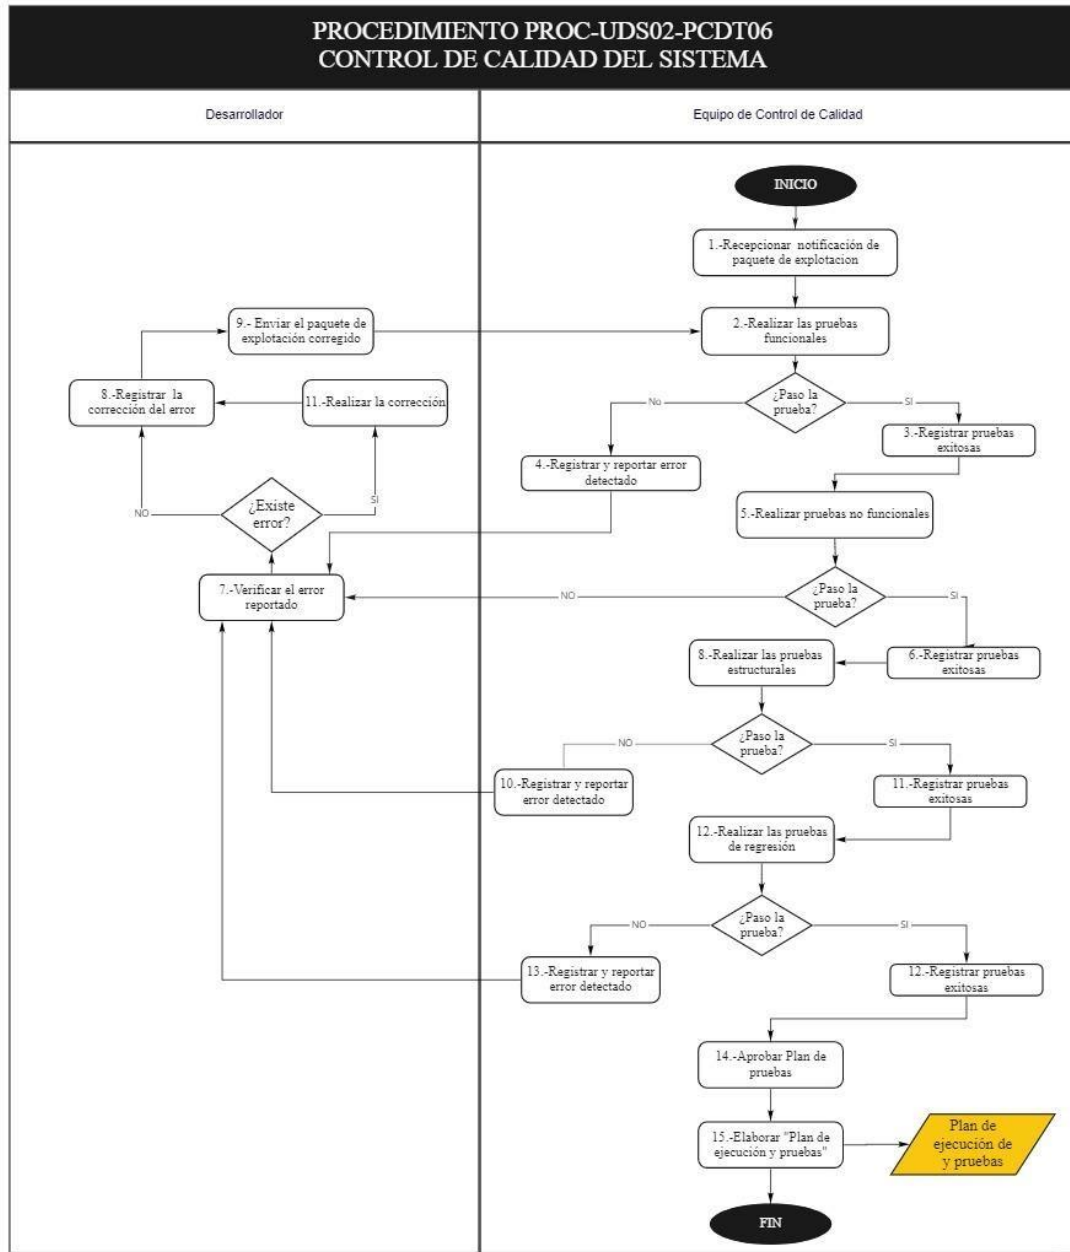 PROCEDIMIENTO PROC-UDS02-PCDT06
CONTROL DE CALIDAD DEL SISTEMA
Desarrollador
Equipo de Control de Calidad
INICIO
1.-Recepcionar notificación de
paquete de explotacion
9.- Enviar el paquete de
explotación corregido
2.-Realizar las pruebas
funcionales
8.-Registrar la
corrección del error
11.-Realizar la corrección
No
¿Paso la
prueba?
SI
3.-Registrar pruebas
exitosas
4.-Registrar y reportar error
detectado
5.-Realizar pruebas no funcionales
NO
¿Existe
error?
SI
7.-Verificar el error
reportado
NO
¿Paso la
prueba?
SI
8.-Realizar las pruebas
estructurales
6.-Registrar pruebas
exitosas
NO
¿Paso la
prueba?
SI
10.-Registrar y reportar
error detectado
11.-Registrar pruebas
exitosas
12.-Realizar las pruebas
de regresión
NO
¿Paso la
prueba?
SI
13.-Registrar y reportar
error detectado
12.-Registrar pruebas
exitosas
14.-Aprobar Plan de
pruebas
15.-Elaborar "Plan de
ejecución y pruebas"
Plan de
ejecución de
y pruebas
FIN